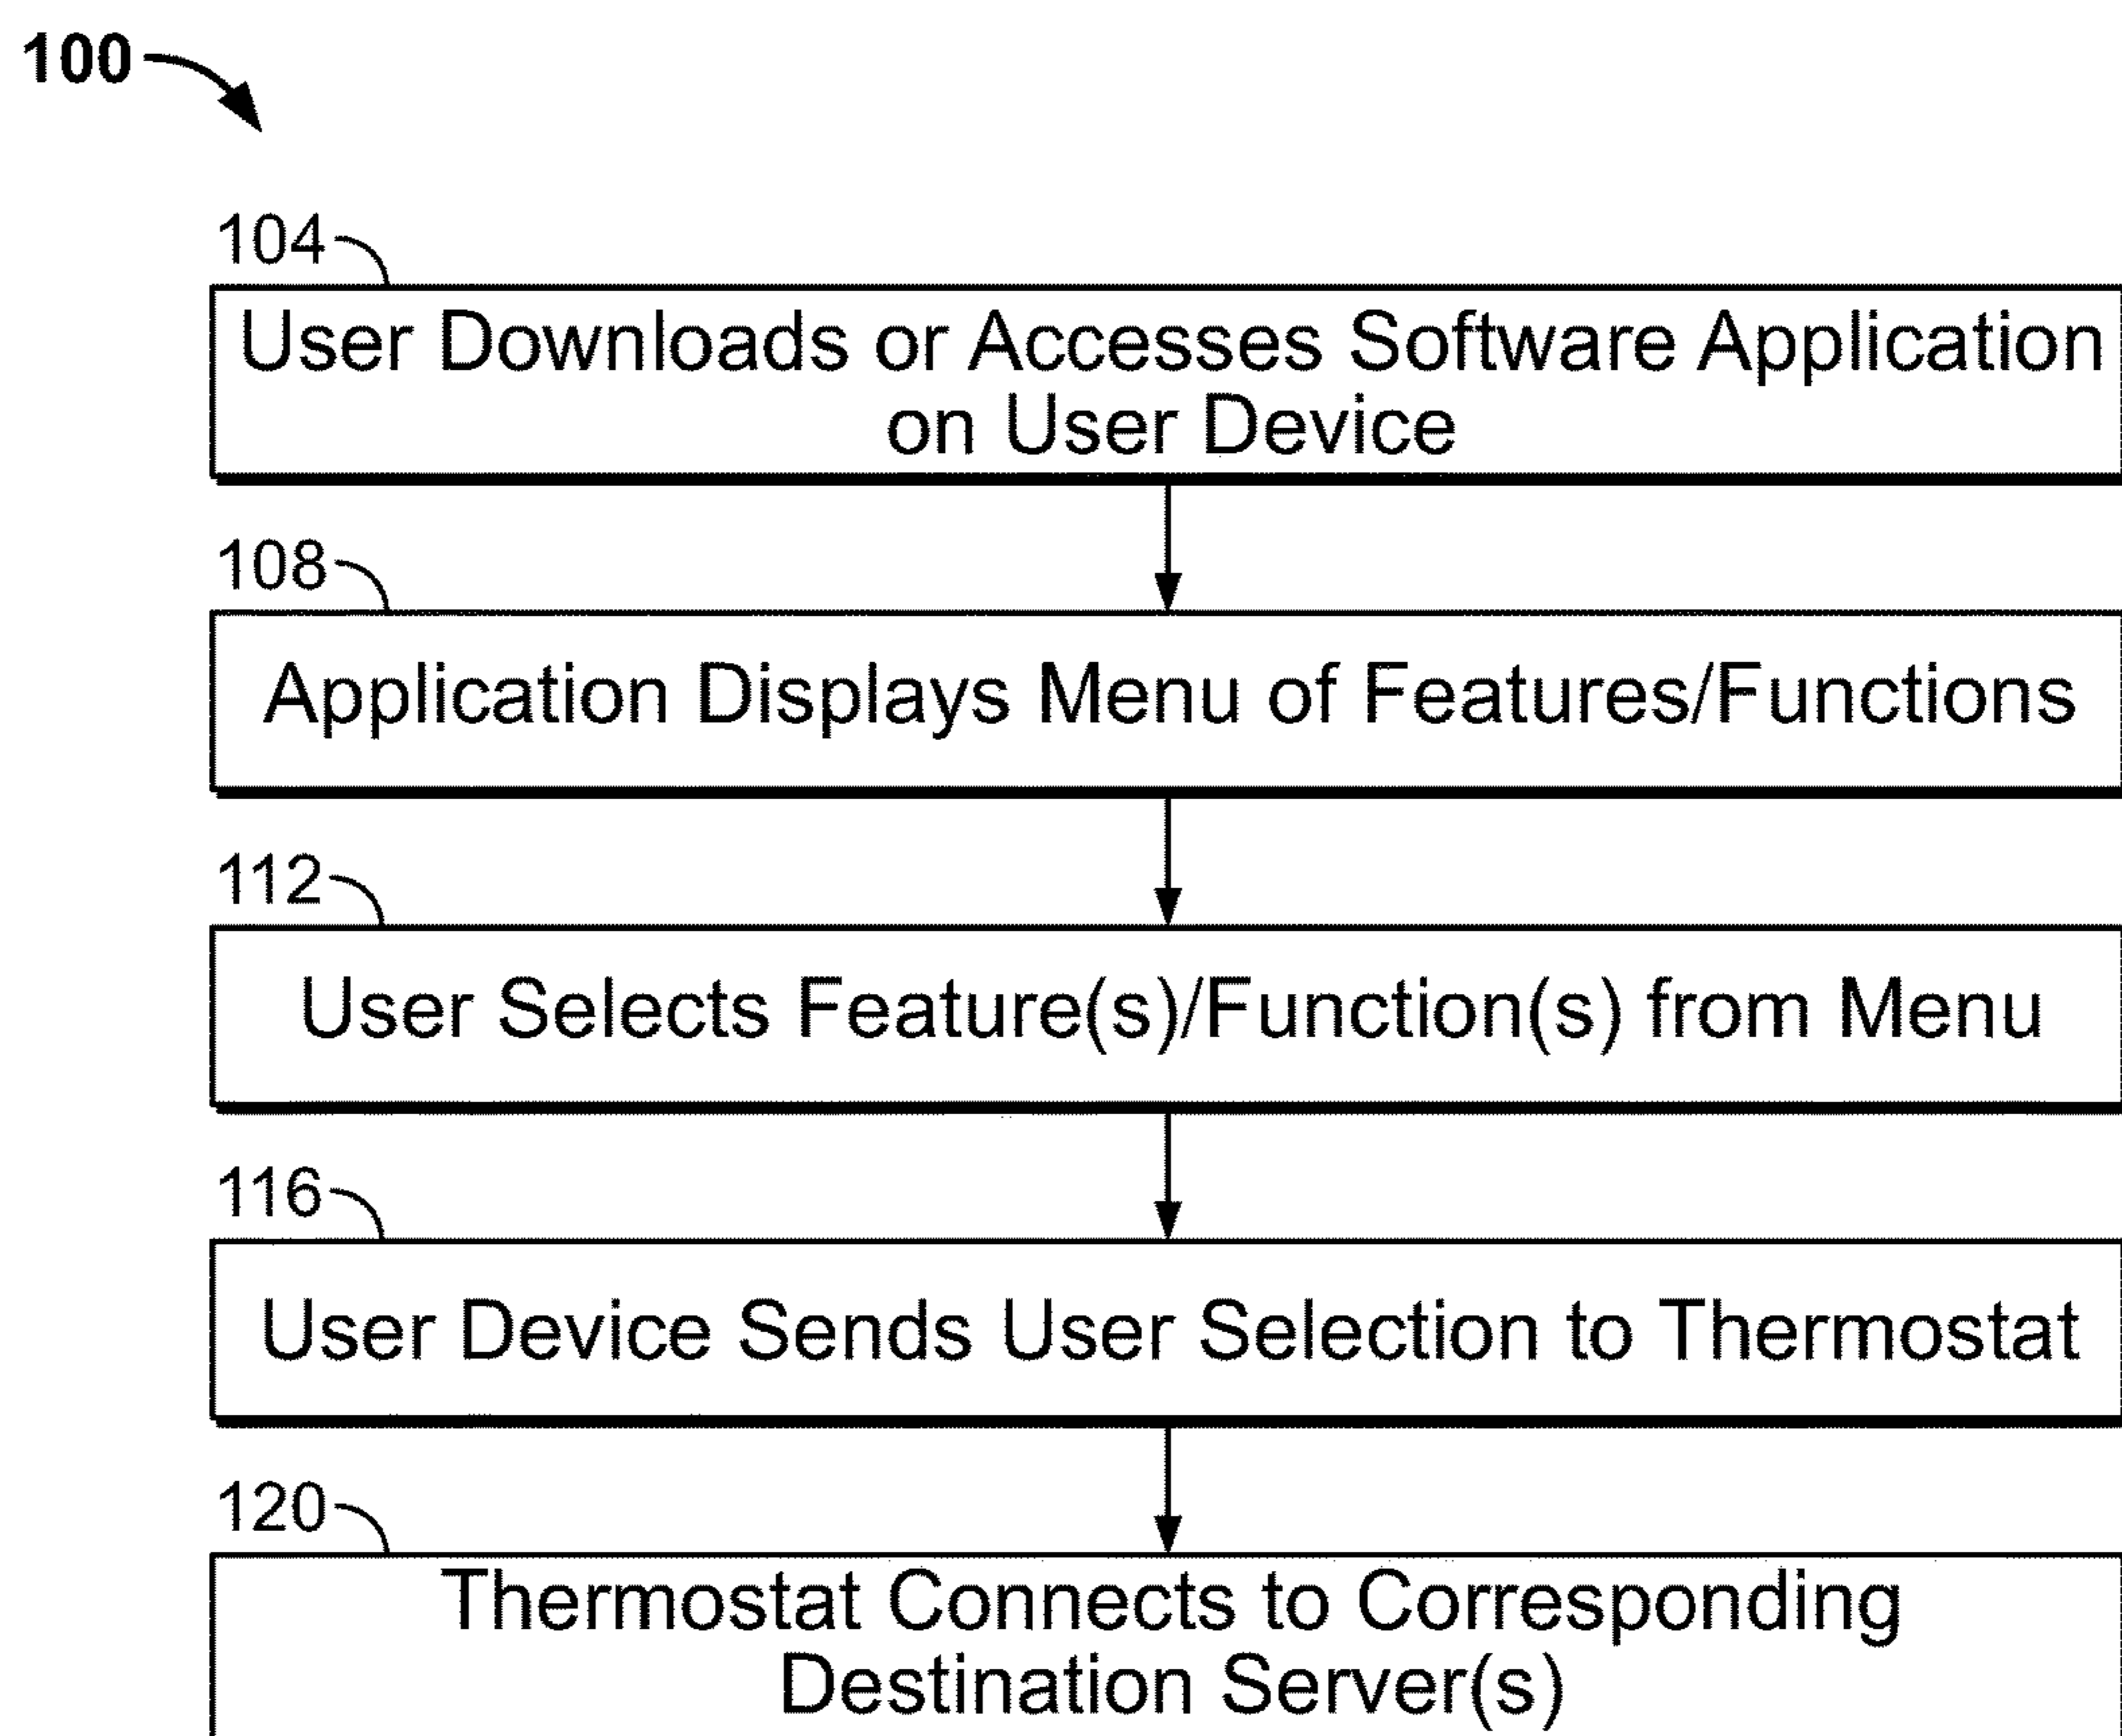 100
104
User Downloads or Accesses Software Application
on User Device
108
Application Displays Menu of Features/Functions
112
User Selects Feature(s)/Function(s) from Menu
116
User Device Sends User Selection to Thermostat
120
Thermostat Connects to Corresponding
Destination Server(s)